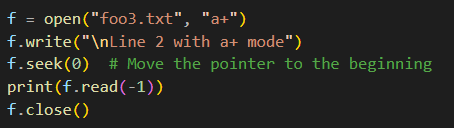 f = open("foo3.txt", "a+")
f.write("\nLine 2 with a+ mode")
f.seek(0)  # Move the pointer to the beginning
print(f.read(-1))
f.close()